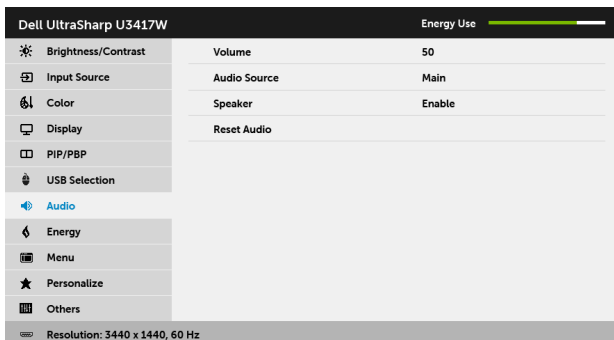 Dell UltraSharp U3417W Energy Use
Brightness/Contrast Volume 50
Input Source Audio Source Main
Color Speaker Enable
Display Reset Audio
PIP/PBP
USB Selection
Audio
Energy
Menu
Personalize
Others
Resolution: 3440 x 1440, 60 Hz